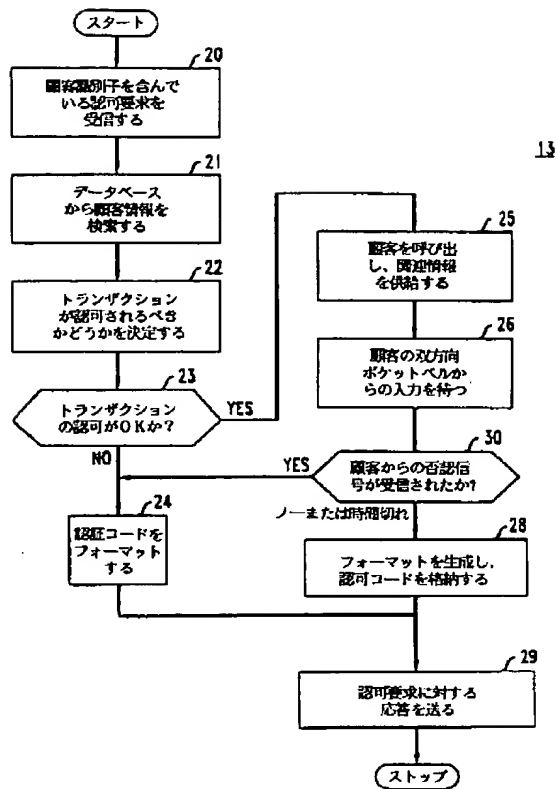 スタート
20
顧客識別子を含んで
いる認可要求を
受信する
21
データベース
から顧客情報を
検索する
22
トランザクション
が認可されるべき
かどうかを決定する
23
トランザクション
の認可がOKか?
YES
NO
24
認証コードを
フォーマット
する
13
25
顧客を呼び出
し、関連情報
を供給する
26
顧客の双方向
ポケットベルか
らの入力を待つ
30
顧客からの否認信
号が受信されたか?
YES
ノーまたは時間切れ
28
フォーマットを生成し,
認可コードを格納する
29
認可要求に対する
応答を送る
ストップ